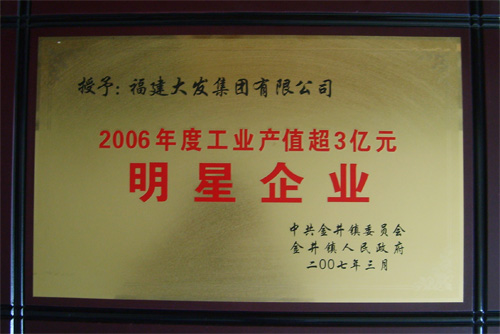 授予：福建大发集团有限公司
2006年度工业产值超3亿元
明星企业
中共金井镇委员会
金井镇人民政府
二00七年三月